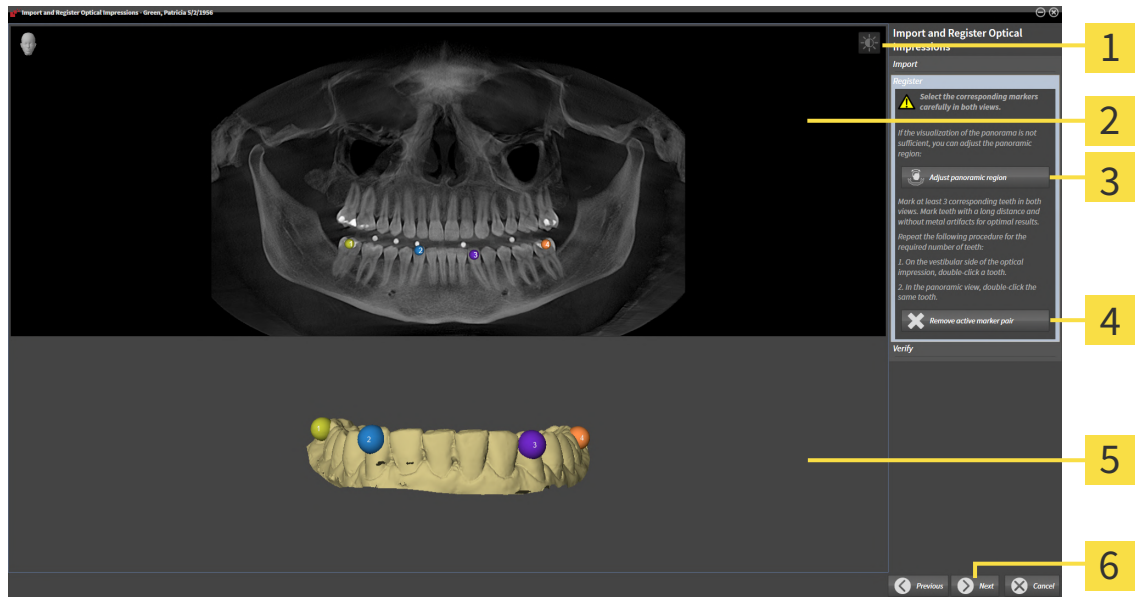 Import and Register Optical Impressions - Green, Patricia 5/2/1956
Import and Register Optical
Impressions
Import
Register
Select the corresponding markers
carefully in both views.
If the visualization of the panorama is not
sufficient, you can adjust the panoramic
region:
Adjust panoramic region
Mark at least 3 corresponding teeth in both
views. Mark teeth with a long distance and
without metal artifacts for optimal results.
Repeat the following procedure for the
required number of teeth:
1. On the vestibular side of the optical
impression, double-click a tooth.
2. In the panoramic view, double-click the
same tooth.
Remove active marker pair
Verify
1
2
3
4
1
2
3
4
Previous
Next
Cancel
1
2
3
4
5
6